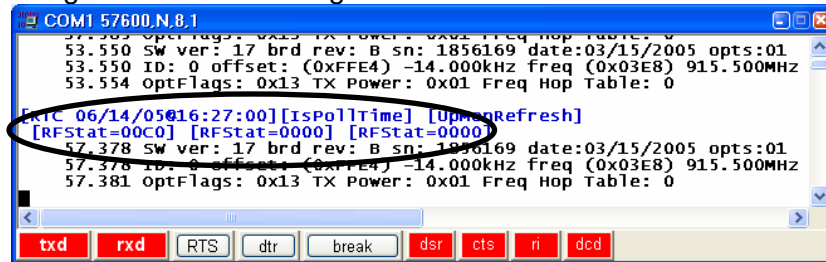 COM1 57600,N,8,1
53.550 SW ver: 17 brd rev: B sn: 1856169 date:03/15/2005 opts:01
53.550 ID: 0 offset: (0xFFE4) -14.000kHz freq (0x03E8) 915.500MHz
53.554 OptFlags: 0x13 TX Power: 0x01 Freq Hop Table: 0
[RTC 06/14/05@16:27:00][IsPollTime] [UpMonRefresh]
[RFStat=00C0] [RFStat=0000] [RFStat=0000]
57.378 SW ver: 17 brd rev: B sn: 1856169 date:03/15/2005 opts:01
57.378 ID: 0 offset: (0xFFE4) -14.000kHz freq (0x03E8) 915.500MHz
57.381 OptFlags: 0x13 TX Power: 0x01 Freq Hop Table: 0
txd rxd RTS dtr break dsr cts ri dcd